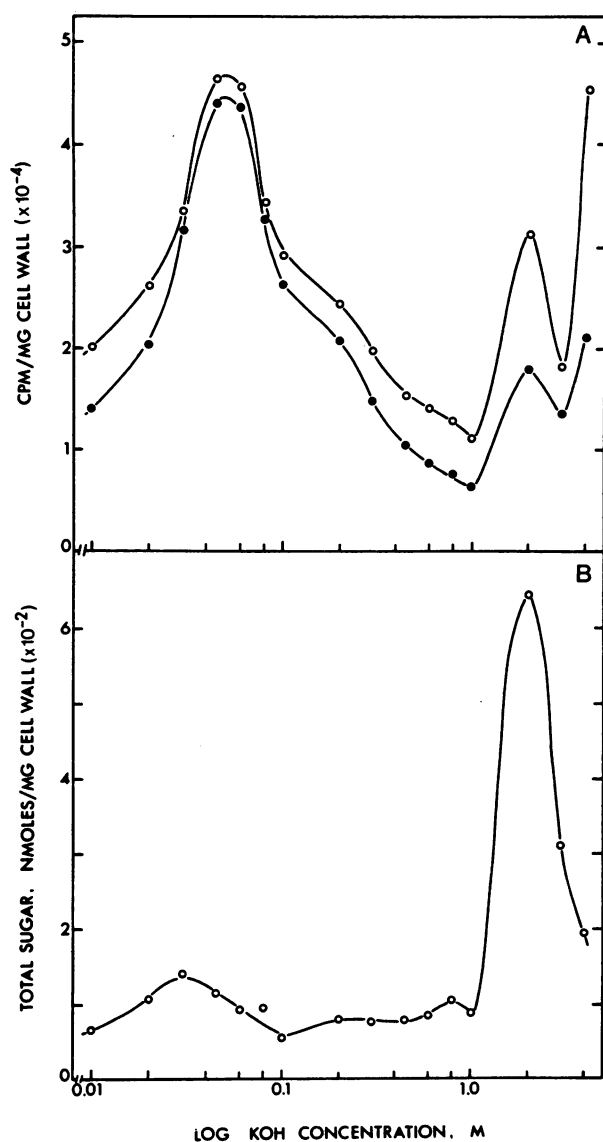 A
5
4
3
2
1
0
CPM/MG CELL WALL (x10⁻⁴)
B
6
4
2
0
TOTAL SUGAR, NMOLES/MG CELL WALL (x10⁻²)
0.01 0.1 1.0
LOG KOH CONCENTRATION, M